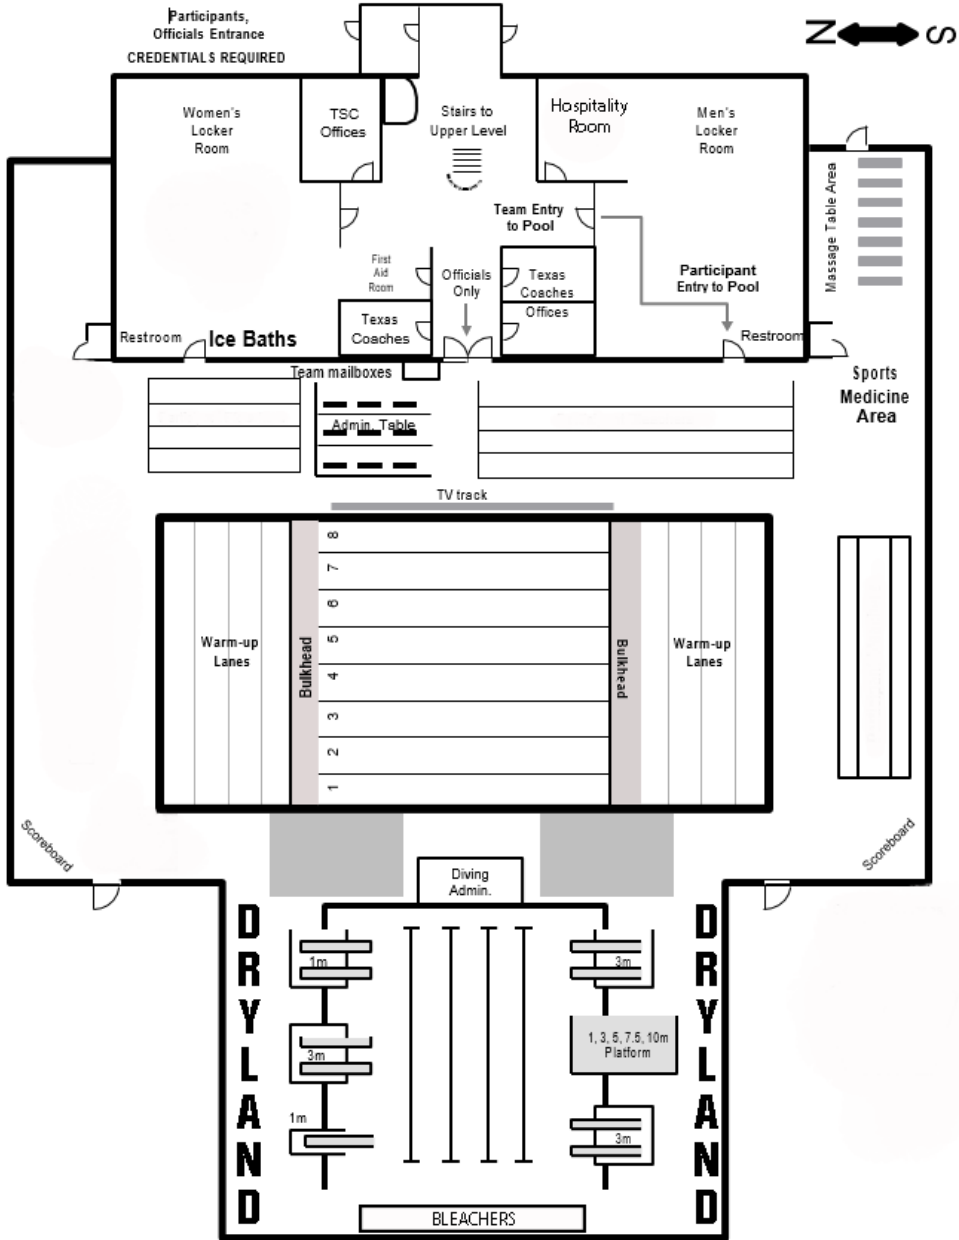 Participants,
Officials Entrance
CREDENTIALS REQUIRED
N
S
Women's
Locker
Room
TSC
Offices
Stairs to
Upper Level
Hospitality
Room
Men's
Locker
Room
Massage Table Area
Team Entry
to Pool
First
Aid
Room
Officials
Only
Texas
Coaches
Offices
Participant
Entry to Pool
Texas
Coaches
Restroom
Ice Baths
Restroom
Team mailboxes
Admin. Table
Sports
Medicine
Area
TV track
8
7
6
5
4
3
2
1
Warm-up
Lanes
Bulkhead
Bulkhead
Warm-up
Lanes
Scoreboard
Scoreboard
Diving
Admin.
DRYLAND
DRYLAND
1m
3m
3m
1, 3, 5, 7.5, 10m
Platform
1m
3m
BLEACHERS